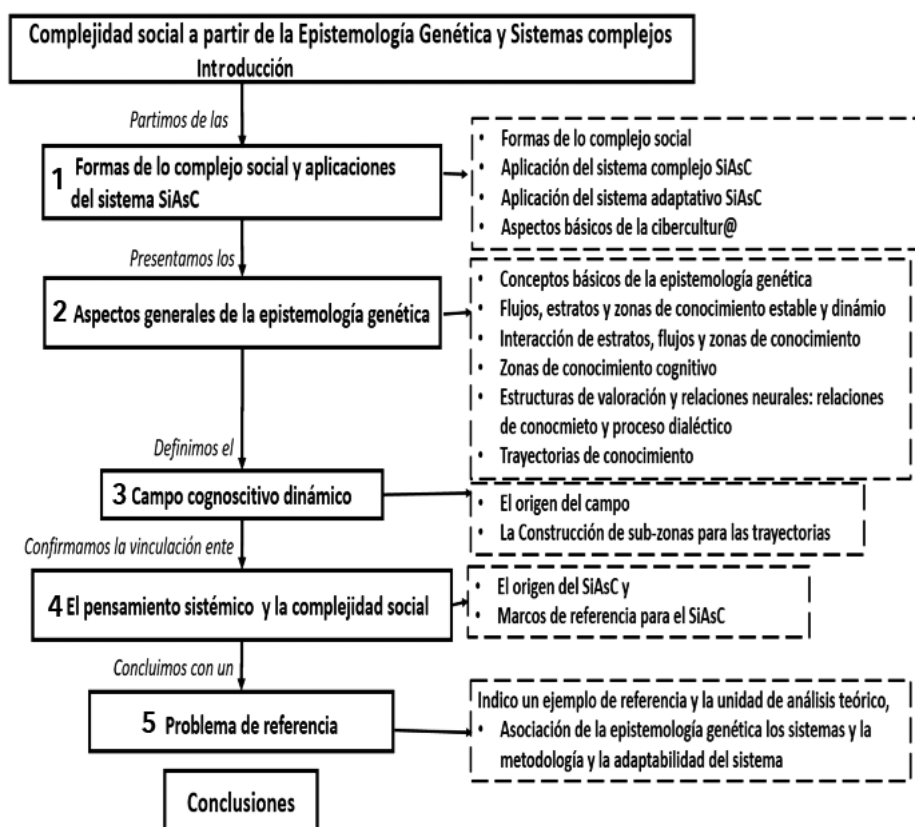 Complejidad social a partir de la Epistemología Genética y Sistemas complejos
Introducción
Partimos de las
1 Formas de lo complejo social y aplicaciones
del sistema SiAsC
• Formas de lo complejo social
• Aplicación del sistema complejo SiAsC
• Aplicación del sistema adaptativo SiAsC
• Aspectos básicos de la cibercultur@
Presentamos los
2 Aspectos generales de la epistemología genética
• Conceptos básicos de la epistemología genética
• Flujos, estratos y zonas de conocimiento estable y dinámio
• Interacción de estratos, flujos y zonas de conocimiento
• Zonas de conocimiento cognitivo
• Estructuras de valoración y relaciones neurales: relaciones
de conocmieto y proceso dialéctico
• Trayectorias de conocimiento
Definimos el
3 Campo cognoscitivo dinámico
• El origen del campo
• La Construcción de sub-zonas para las trayectorias
Confirmamos la vinculación ente
4 El pensamiento sistémico y la complejidad social
• El origen del SiAsC y
• Marcos de referencia para el SiAsC
Concluimos con un
5 Problema de referencia
Indico un ejemplo de referencia y la unidad de análisis teórico,
• Asociación de la epistemología genética los sistemas y la
metodología y la adaptabilidad del sistema
Conclusiones